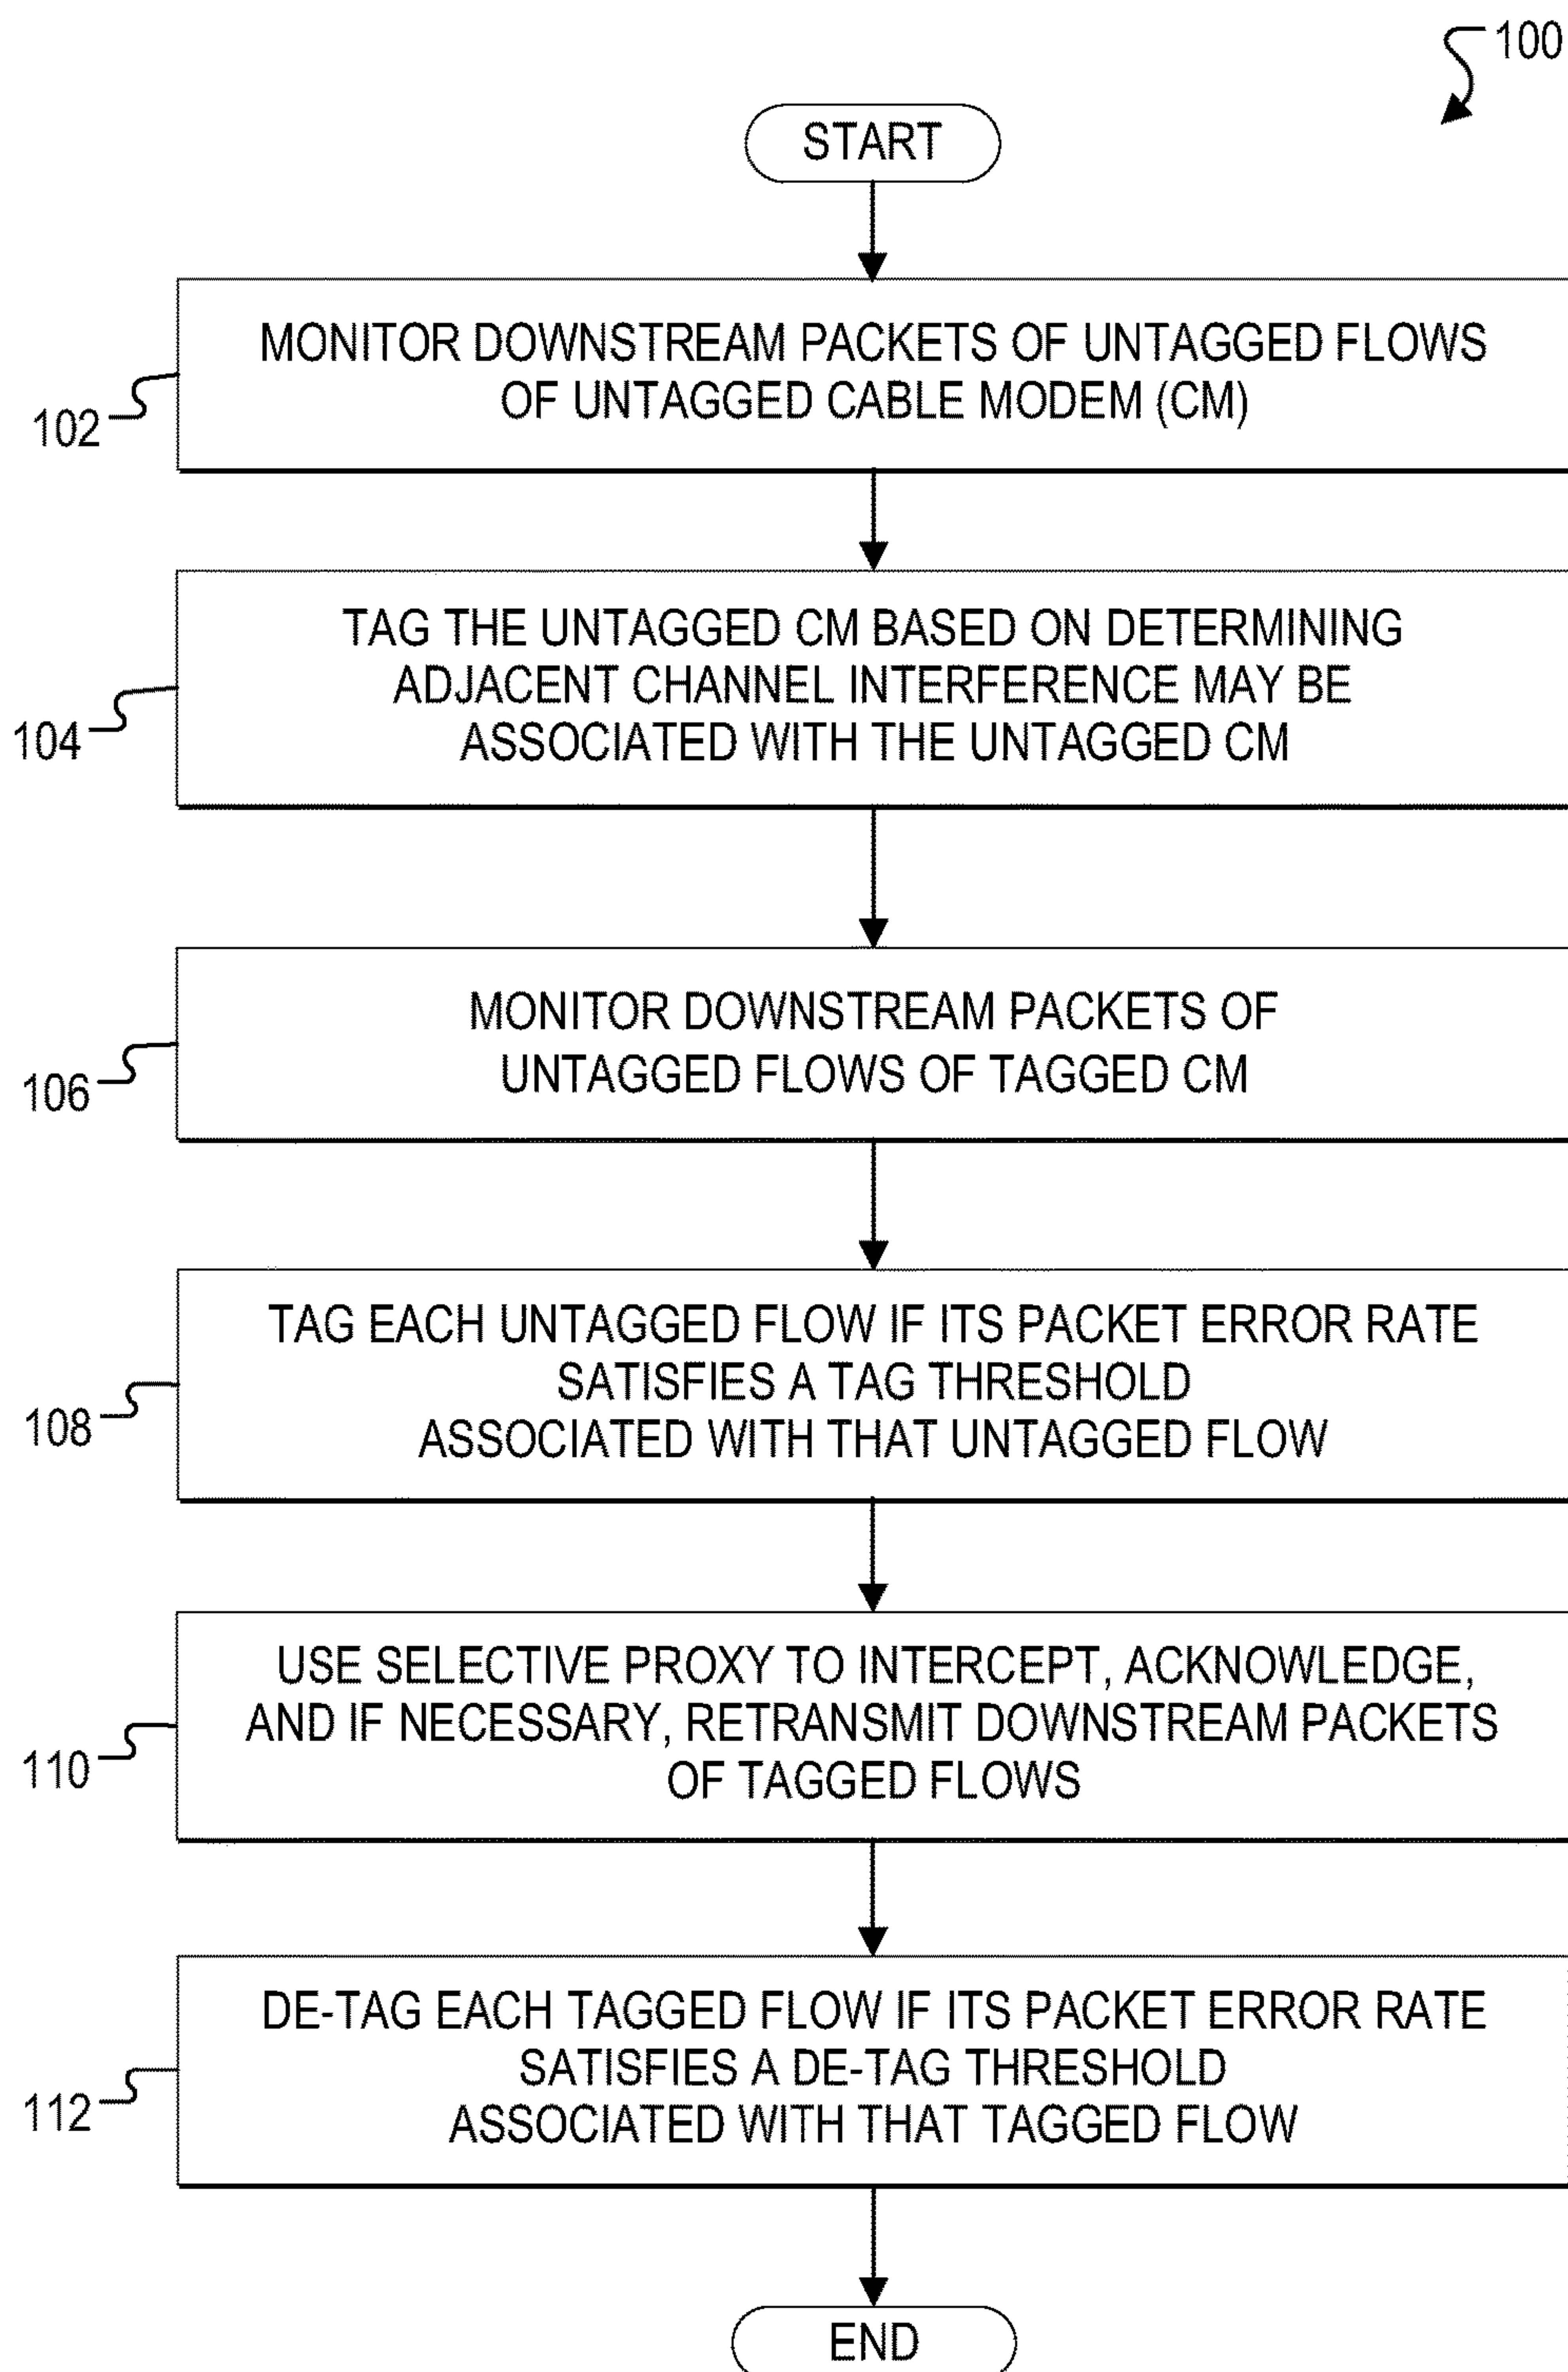 100
START
MONITOR DOWNSTREAM PACKETS OF UNTAGGED FLOWS
OF UNTAGGED CABLE MODEM (CM)
102
TAG THE UNTAGGED CM BASED ON DETERMINING
ADJACENT CHANNEL INTERFERENCE MAY BE
ASSOCIATED WITH THE UNTAGGED CM
104
MONITOR DOWNSTREAM PACKETS OF
UNTAGGED FLOWS OF TAGGED CM
106
TAG EACH UNTAGGED FLOW IF ITS PACKET ERROR RATE
SATISFIES A TAG THRESHOLD
ASSOCIATED WITH THAT UNTAGGED FLOW
108
USE SELECTIVE PROXY TO INTERCEPT, ACKNOWLEDGE,
AND IF NECESSARY, RETRANSMIT DOWNSTREAM PACKETS
OF TAGGED FLOWS
110
DE-TAG EACH TAGGED FLOW IF ITS PACKET ERROR RATE
SATISFIES A DE-TAG THRESHOLD
ASSOCIATED WITH THAT TAGGED FLOW
112
END